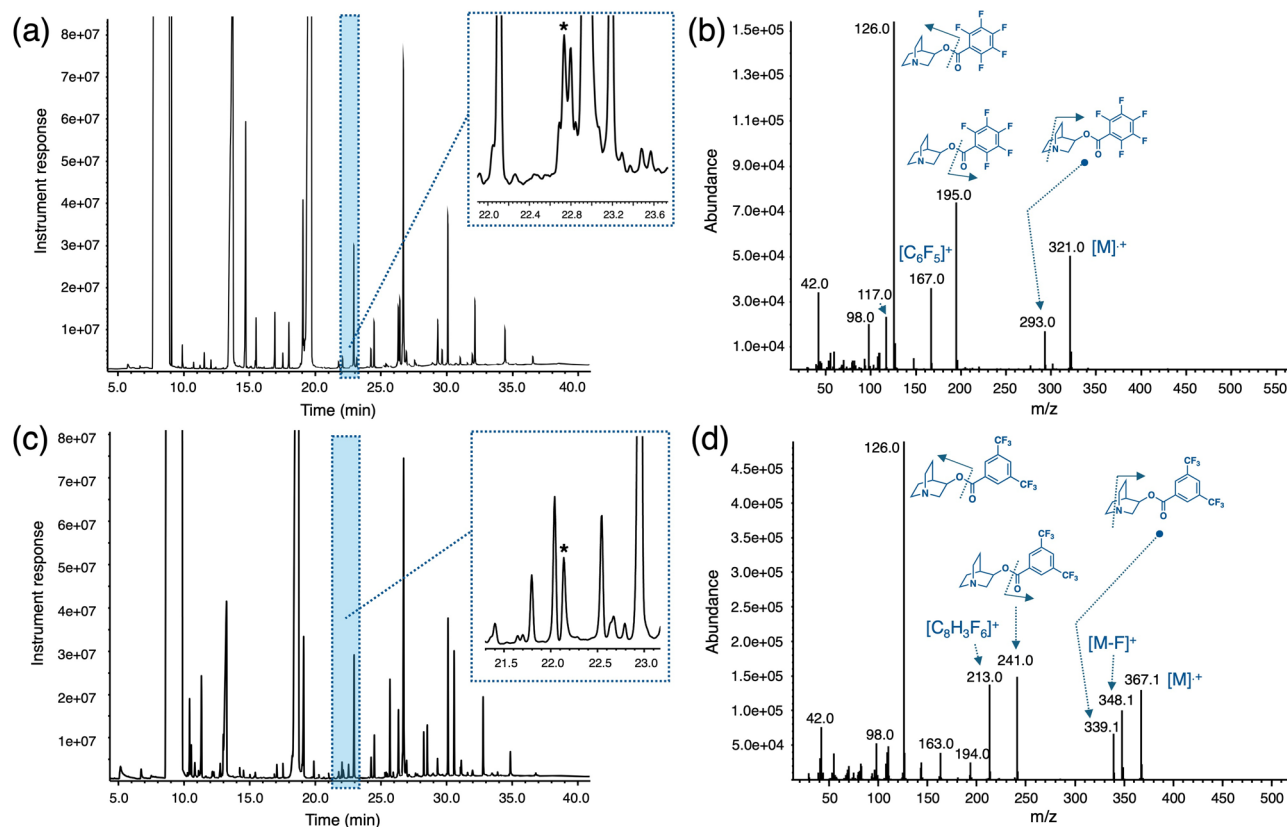 (a)
Instrument response
8e+07
7e+07
6e+07
5e+07
4e+07
3e+07
2e+07
1e+07
5.0 10.0 15.0 20.0 25.0 30.0 35.0 40.0
Time (min)
*
22.0 22.4 22.8 23.2 23.6
(b)
Abundance
1.5e+05
1.3e+05
11e+05
9.0e+04
7.0e+04
5.0e+04
3.0e+04
1.0e+04
50 100 150 200 250 300 350 400 450 500 550
m/z
126.0
N O O F F F F F
N O O F F F F F
N O O F F F F F
195.0
[C6F5]+
167.0
321.0
[M]·+
42.0
117.0
98.0
293.0
(c)
Instrument response
8e+07
7e+07
6e+07
5e+07
4e+07
3e+07
2e+07
1e+07
5.0 10.0 15.0 20.0 25.0 30.0 35.0 40.0
Time (min)
*
21.5 22.0 22.5 23.0
(d)
Abundance
4.5e+05
4.0e+05
3.5e+05
3.0e+05
2.5e+05
2.0e+05
1.5e+05
1.0e+05
5.0e+04
50 100 150 200 250 300 350 400 450 500
m/z
126.0
N O O CF3 CF3
N O O CF3 CF3
N O O CF3 CF3
[C8H3F6]+
213.0
241.0
[M-F]+
348.1
367.1
[M]·+
339.1
42.0
98.0
163.0
194.0